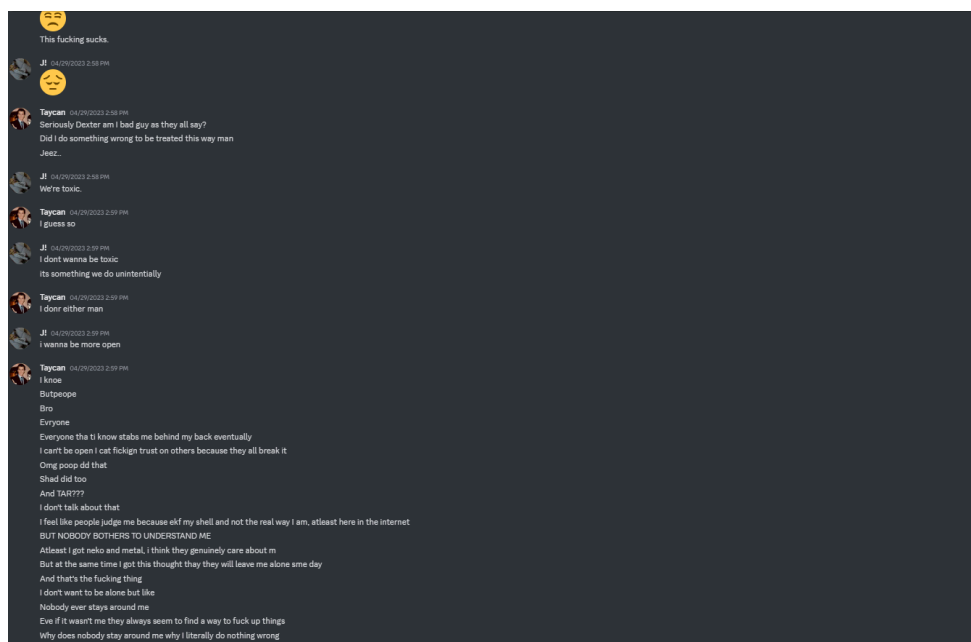 This fucking sucks.
J! 04/29/2023 2:58 PM
Taycan 04/29/2023 2:58 PM
Seriously Dexter am I bad guy as they all say?
Did I do something wrong to be treated this way man
Jeez..
J! 04/29/2023 2:58 PM
We're toxic.
Taycan 04/29/2023 2:59 PM
I guess so
J! 04/29/2023 2:59 PM
I dont wanna be toxic
its something we do unintentially
Taycan 04/29/2023 2:59 PM
I donr either man
J! 04/29/2023 2:59 PM
i wanna be more open
Taycan 04/29/2023 2:59 PM
I knoe
Butpeope
Bro
Evryone
Everyone tha ti know stabs me behind my back eventually
I can't be open I cat fickign trust on others because they all break it
Omg poop dd that
Shad did too
And TAR???
I don't talk about that
I feel like people judge me because ekf my shell and not the real way I am, atleast here in the internet
BUT NOBODY BOTHERS TO UNDERSTAND ME
Atleast I got neko and metal, i think they genuinely care about m
But at the same time I got this thought thay they will leave me alone sme day
And that's the fucking thing
I don't want to be alone but like
Nobody ever stays around me
Eve if it wasn't me they always seem to find a way to fuck up things
Why does nobody stay around me why I literally do nothing wrong